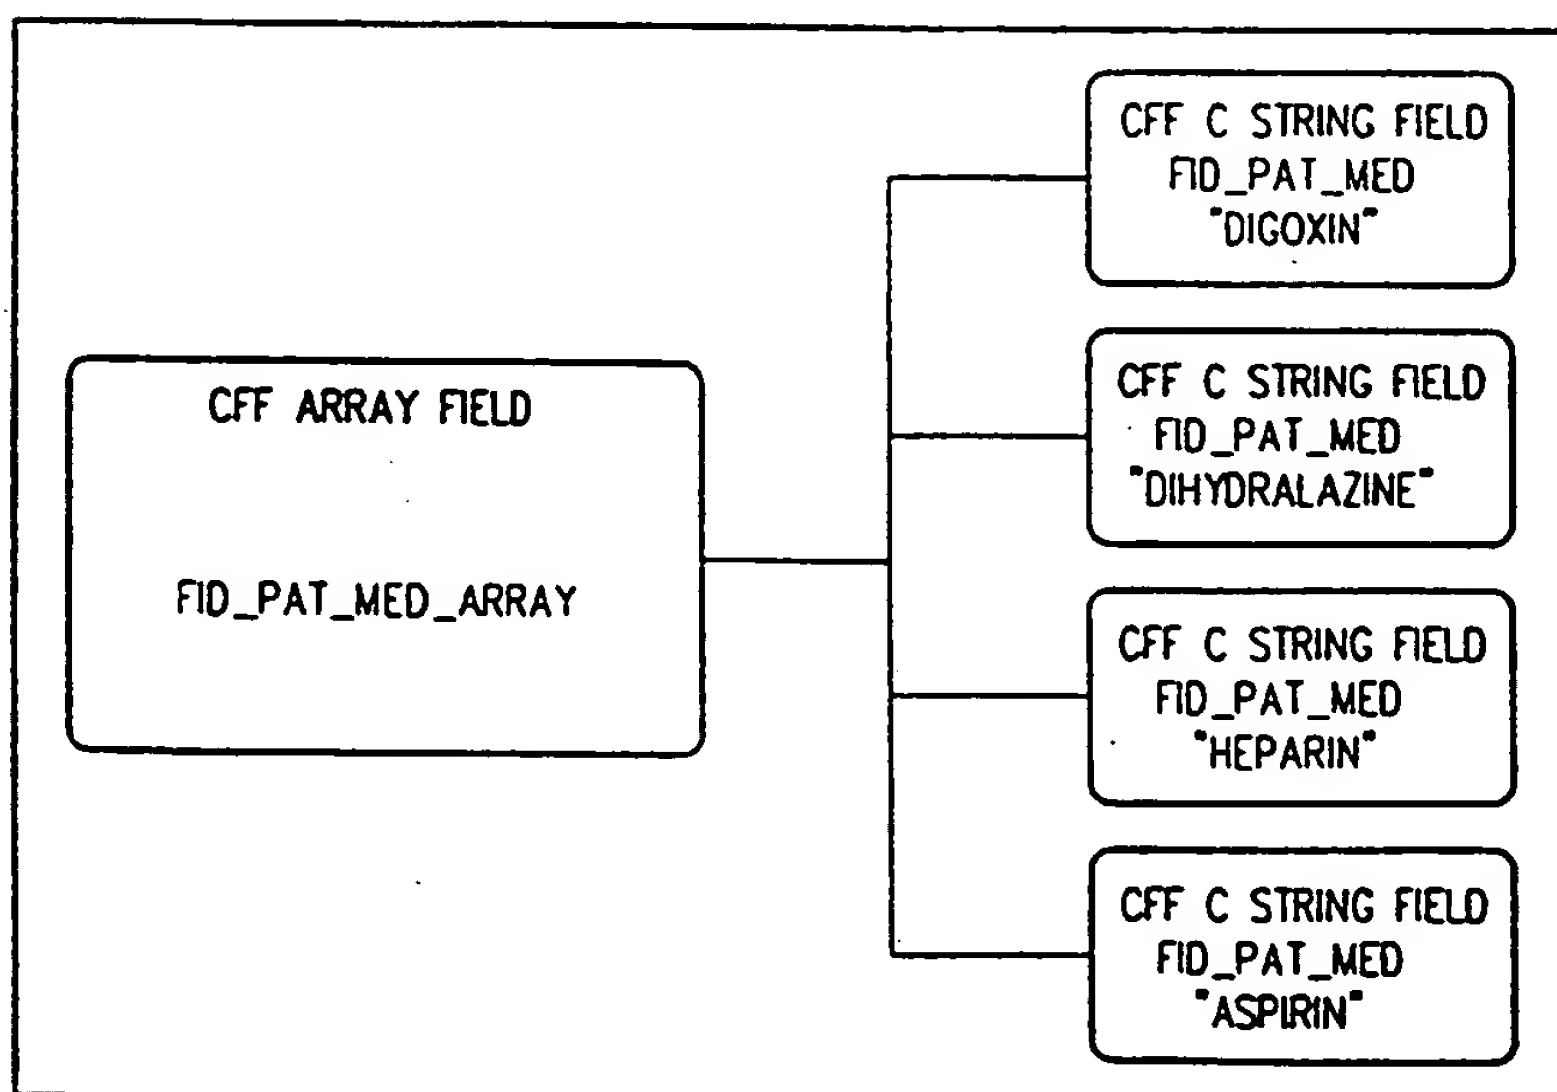 CFF ARRAY FIELD
FID_PAT_MED_ARRAY
CFF C STRING FIELD
FID_PAT_MED
"DIGOXIN"
CFF C STRING FIELD
FID_PAT_MED
"DIHYDRALAZINE"
CFF C STRING FIELD
FID_PAT_MED
"HEPARIN"
CFF C STRING FIELD
FID_PAT_MED
"ASPIRIN"